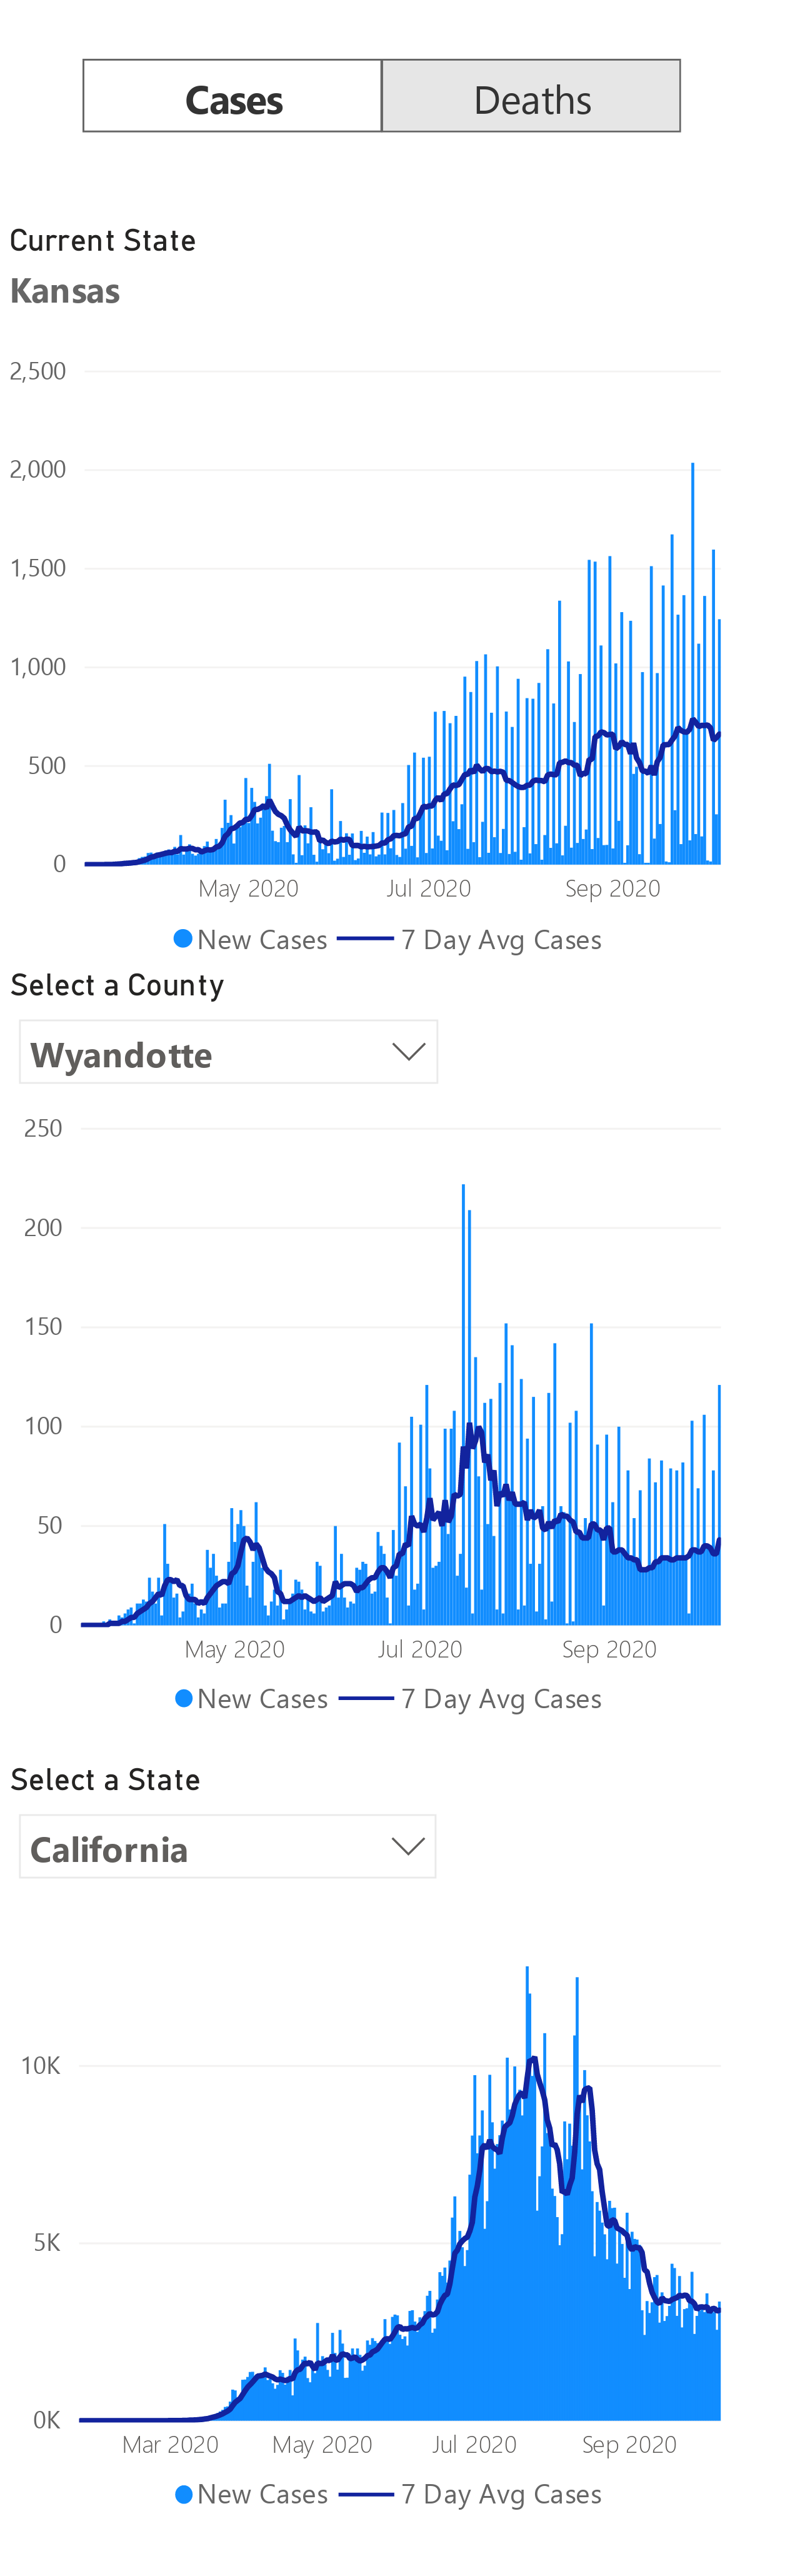 Cases Deaths
Current State
Kansas
2,500
2,000
1,500
1,000
500
0
May 2020 Jul 2020 Sep 2020
New Cases 7 Day Avg Cases
Select a County
Wyandotte
250
200
150
100
50
0
May 2020 Jul 2020 Sep 2020
New Cases 7 Day Avg Cases
Select a State
California
10K
5K
0K
Mar 2020 May 2020 Jul 2020 Sep 2020
New Cases 7 Day Avg Cases